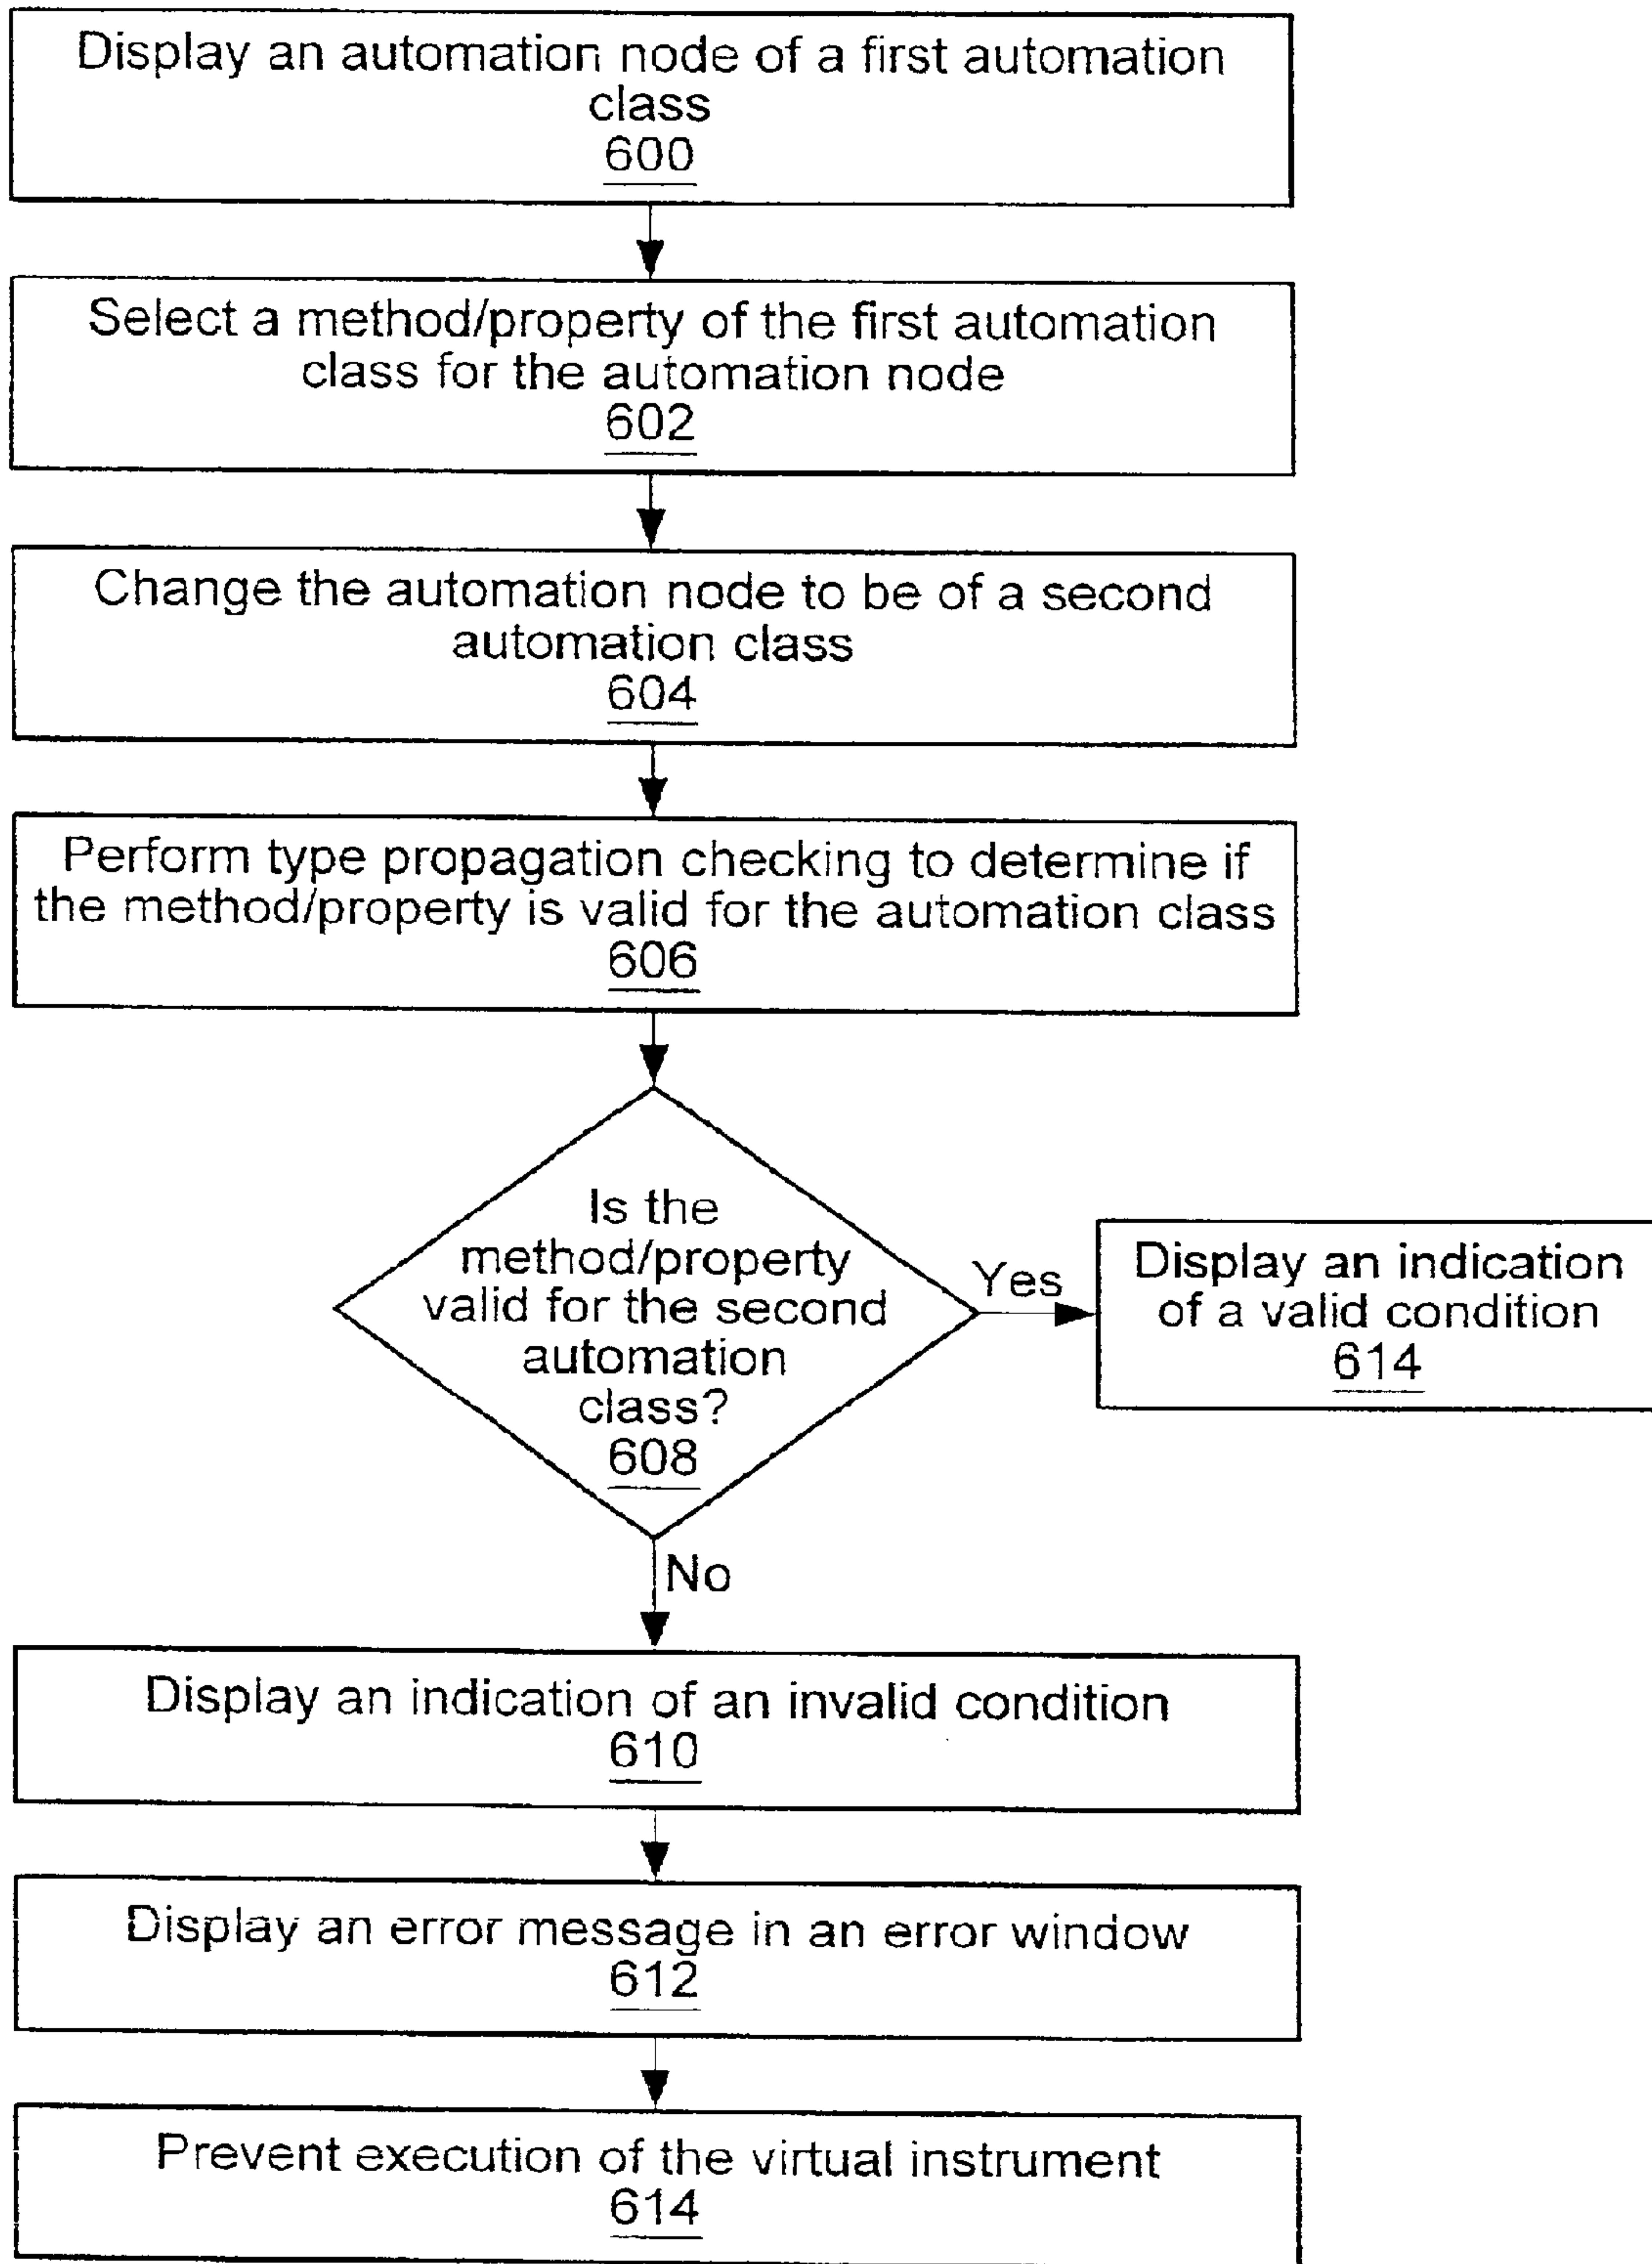 Display an automation node of a first automation
class
600
Select a method/property of the first automation
class for the automation node
602
Change the automation node to be of a second
automation class
604
Perform type propagation checking to determine if
the method/property is valid for the automation class
606
Is the
method/property
valid for the second
automation
class?
608
Yes
Display an indication
of a valid condition
614
No
Display an indication of an invalid condition
610
Display an error message in an error window
612
Prevent execution of the virtual instrument
614